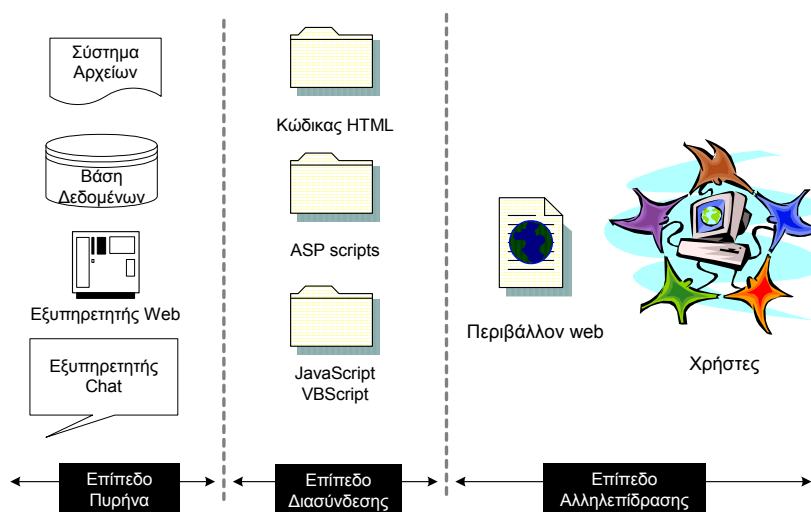 Σύστημα
Αρχείων
Βάση
Δεδομένων
Εξυπηρετητής Web
Εξυπηρετητής
Chat
Κώδικας HTML
ASP scripts
JavaScript
VBScript
Περιβάλλον web
Χρήστες
Επίπεδο
Πυρήνα
Επίπεδο
Διασύνδεσης
Επίπεδο
Αλληλεπίδρασης